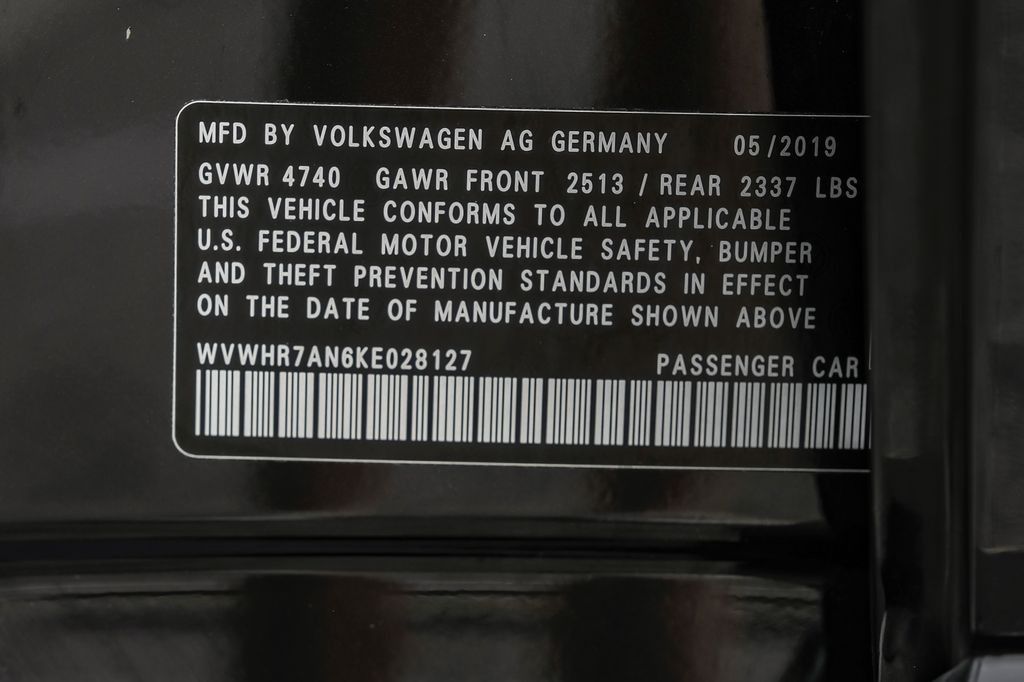 MFD BY VOLKSWAGEN AG GERMANY 05/2019
GVWR 4740 GAWR FRONT 2513 / REAR 2337 LBS
THIS VEHICLE CONFORMS TO ALL APPLICABLE
U.S. FEDERAL MOTOR VEHICLE SAFETY, BUMPER
AND THEFT PREVENTION STANDARDS IN EFFECT
ON THE DATE OF MANUFACTURE SHOWN ABOVE
WVWHR7AN6KE028127 PASSENGER CAR